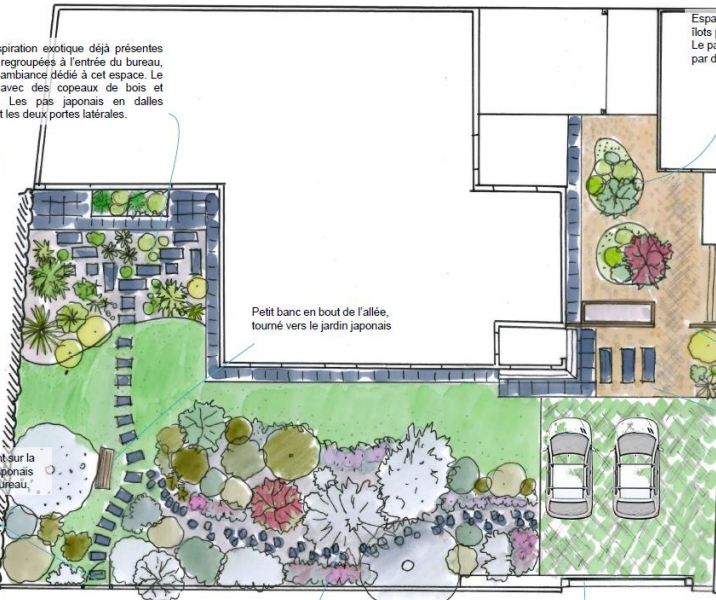 Espa
îlots p
Le pa
par d
spiration exotique déjà présentes
regroupées à l'entrée du bureau,
ambiance dédié à cet espace. Le
avec des copeaux de bois et
Les pas japonais en dalles
t les deux portes latérales.
Petit banc en bout de l'allée,
tourné vers le jardin japonais
nt sur la
ponais
ureau.